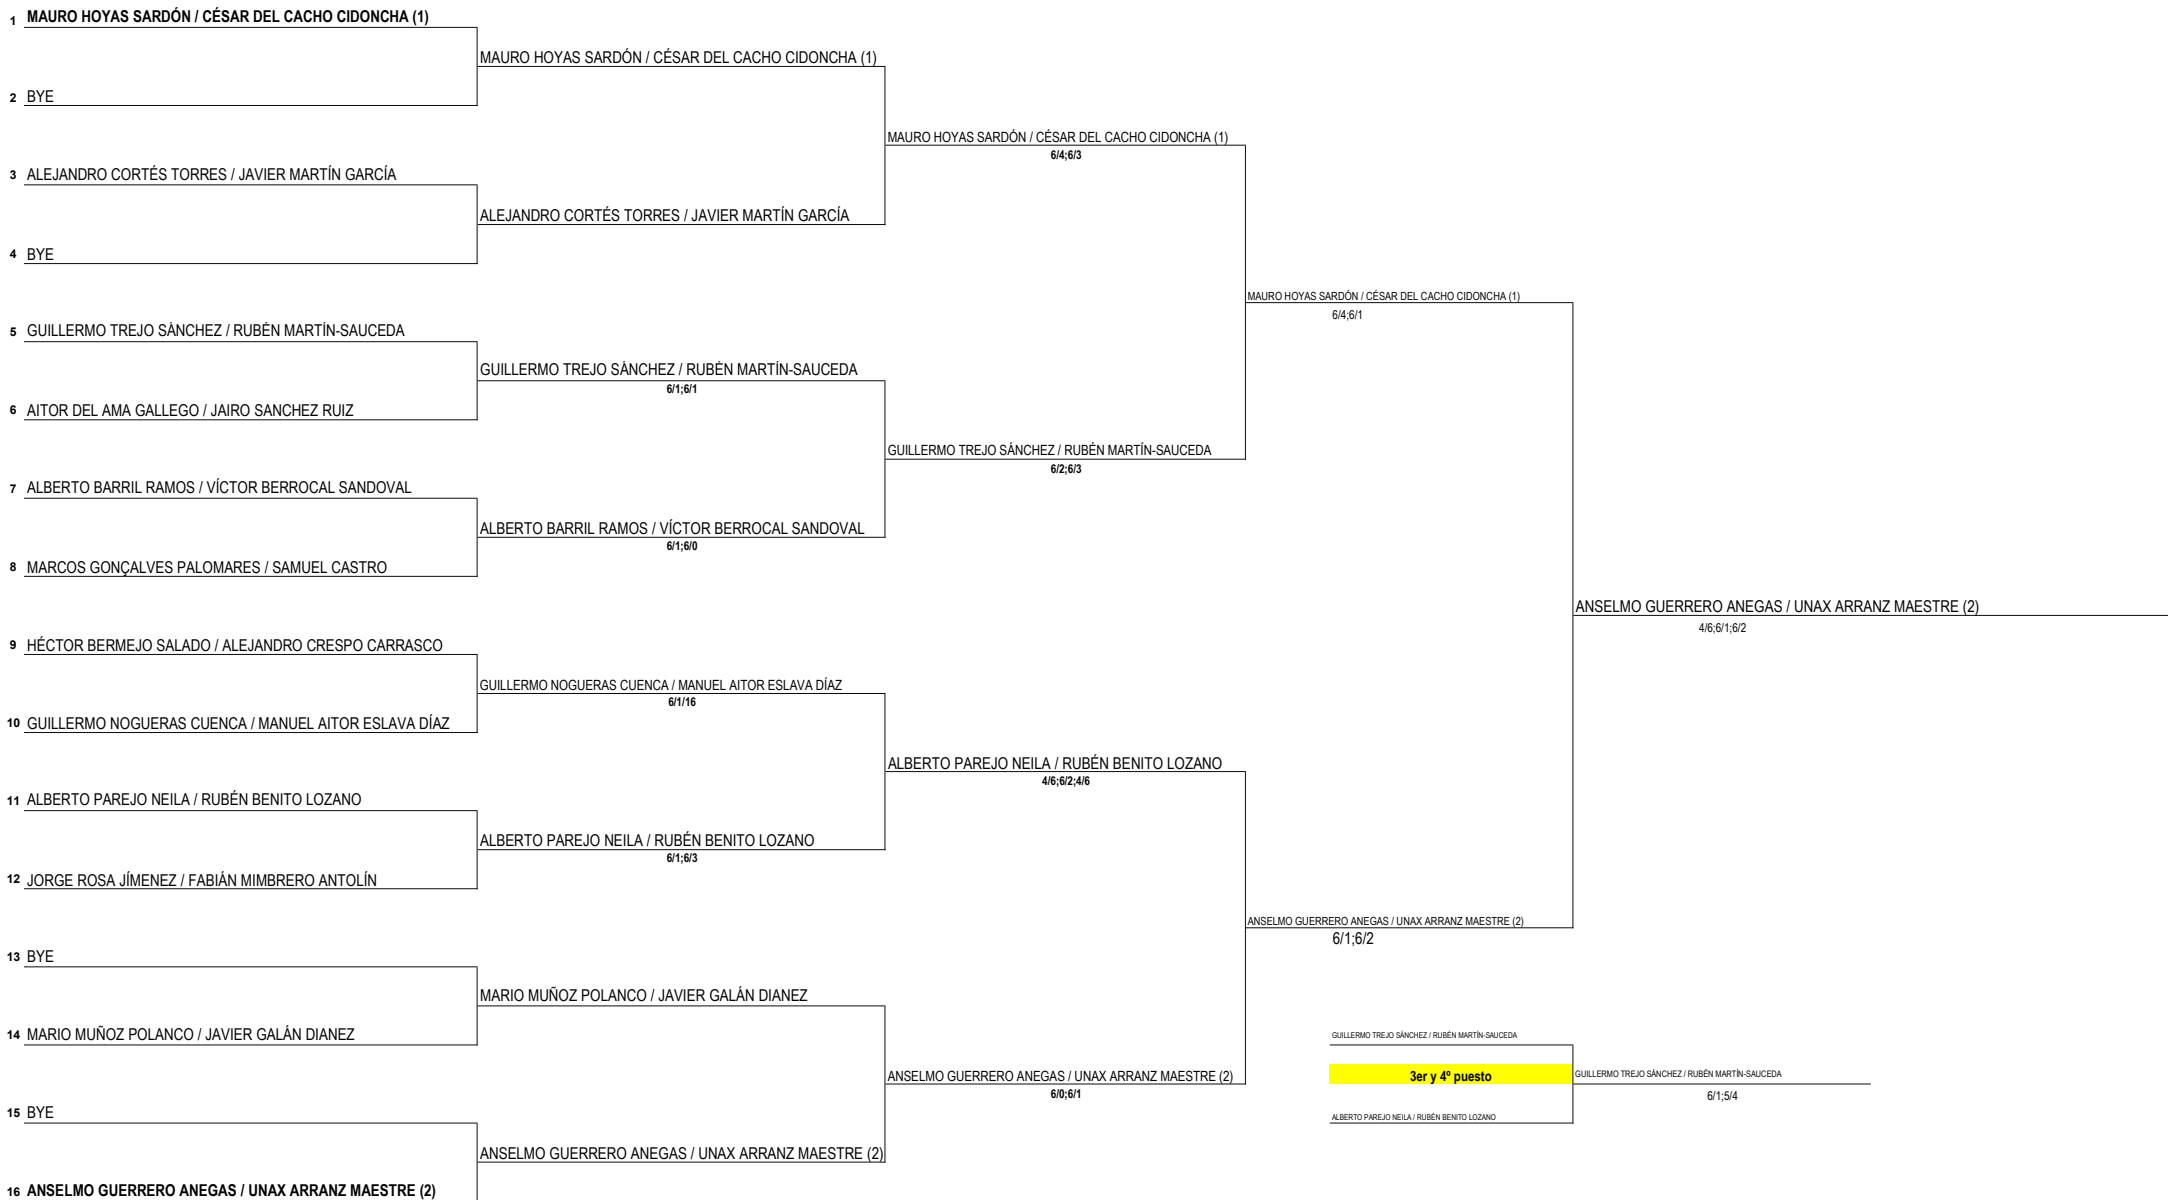 1 MAURO HOYAS SARDÓN / CÉSAR DEL CACHO CIDONCHA (1)
MAURO HOYAS SARDÓN / CÉSAR DEL CACHO CIDONCHA (1)
2 BYE
MAURO HOYAS SARDÓN / CÉSAR DEL CACHO CIDONCHA (1)
6/4;6/3
3 ALEJANDRO CORTÉS TORRES / JAVIER MARTÍN GARCÍA
ALEJANDRO CORTÉS TORRES / JAVIER MARTÍN GARCÍA
4 BYE
MAURO HOYAS SARDÓN / CÉSAR DEL CACHO CIDONCHA (1)
6/4;6/1
5 GUILLERMO TREJO SÁNCHEZ / RUBÉN MARTÍN-SAUCEDA
GUILLERMO TREJO SÁNCHEZ / RUBÉN MARTÍN-SAUCEDA
6/1;6/1
6 AITOR DEL AMA GALLEGO / JAIRO SANCHEZ RUIZ
GUILLERMO TREJO SÁNCHEZ / RUBÉN MARTÍN-SAUCEDA
6/2;6/3
7 ALBERTO BARRIL RAMOS / VÍCTOR BERROCAL SANDOVAL
ALBERTO BARRIL RAMOS / VÍCTOR BERROCAL SANDOVAL
6/1;6/0
8 MARCOS GONÇALVES PALOMARES / SAMUEL CASTRO
ANSELMO GUERRERO ANEGAS / UNAX ARRANZ MAESTRE (2)
4/6;6/1;6/2
9 HÉCTOR BERMEJO SALADO / ALEJANDRO CRESPO CARRASCO
GUILLERMO NOGUERAS CUENCA / MANUEL AITOR ESLAVA DÍAZ
6/1/16
10 GUILLERMO NOGUERAS CUENCA / MANUEL AITOR ESLAVA DÍAZ
ALBERTO PAREJO NEILA / RUBÉN BENITO LOZANO
4/6;6/2;4/6
11 ALBERTO PAREJO NEILA / RUBÉN BENITO LOZANO
ALBERTO PAREJO NEILA / RUBÉN BENITO LOZANO
6/1;6/3
12 JORGE ROSA JÍMENEZ / FABIÁN MIMBRERO ANTOLÍN
ANSELMO GUERRERO ANEGAS / UNAX ARRANZ MAESTRE (2)
6/1;6/2
13 BYE
MARIO MUÑOZ POLANCO / JAVIER GALÁN DIANEZ
14 MARIO MUÑOZ POLANCO / JAVIER GALÁN DIANEZ
GUILLERMO TREJO SÁNCHEZ / RUBÉN MARTÍN-SAUCEDA
ANSELMO GUERRERO ANEGAS / UNAX ARRANZ MAESTRE (2)
6/0;6/1
3er y 4º puesto
GUILLERMO TREJO SÁNCHEZ / RUBÉN MARTÍN-SAUCEDA
6/1;5/4
15 BYE
ALBERTO PAREJO NEILA / RUBÉN BENITO LOZANO
ANSELMO GUERRERO ANEGAS / UNAX ARRANZ MAESTRE (2)
16 ANSELMO GUERRERO ANEGAS / UNAX ARRANZ MAESTRE (2)